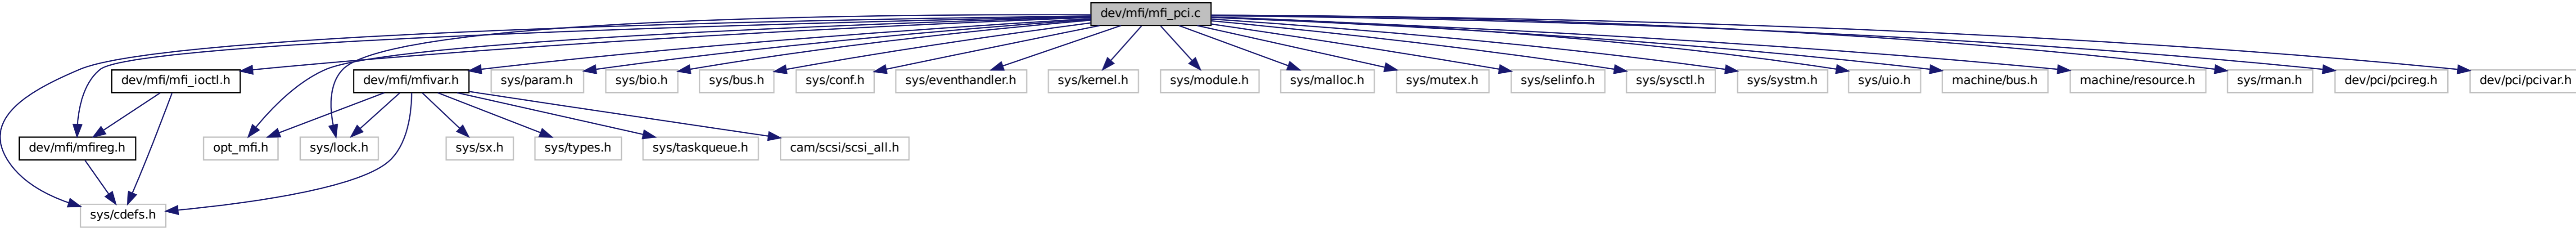 dev/mfi/mfi_pci.c
dev/mfi/mfi_ioctl.h
dev/mfi/mfivar.h
sys/param.h
sys/bio.h
sys/bus.h
sys/conf.h
sys/eventhandler.h
sys/kernel.h
sys/module.h
sys/malloc.h
sys/mutex.h
sys/selinfo.h
sys/sysctl.h
sys/systm.h
sys/uio.h
machine/bus.h
machine/resource.h
sys/rman.h
dev/pci/pcireg.h
dev/pci/pcivar.h
dev/mfi/mfireg.h
opt_mfi.h
sys/lock.h
sys/sx.h
sys/types.h
sys/taskqueue.h
cam/scsi/scsi_all.h
sys/cdefs.h